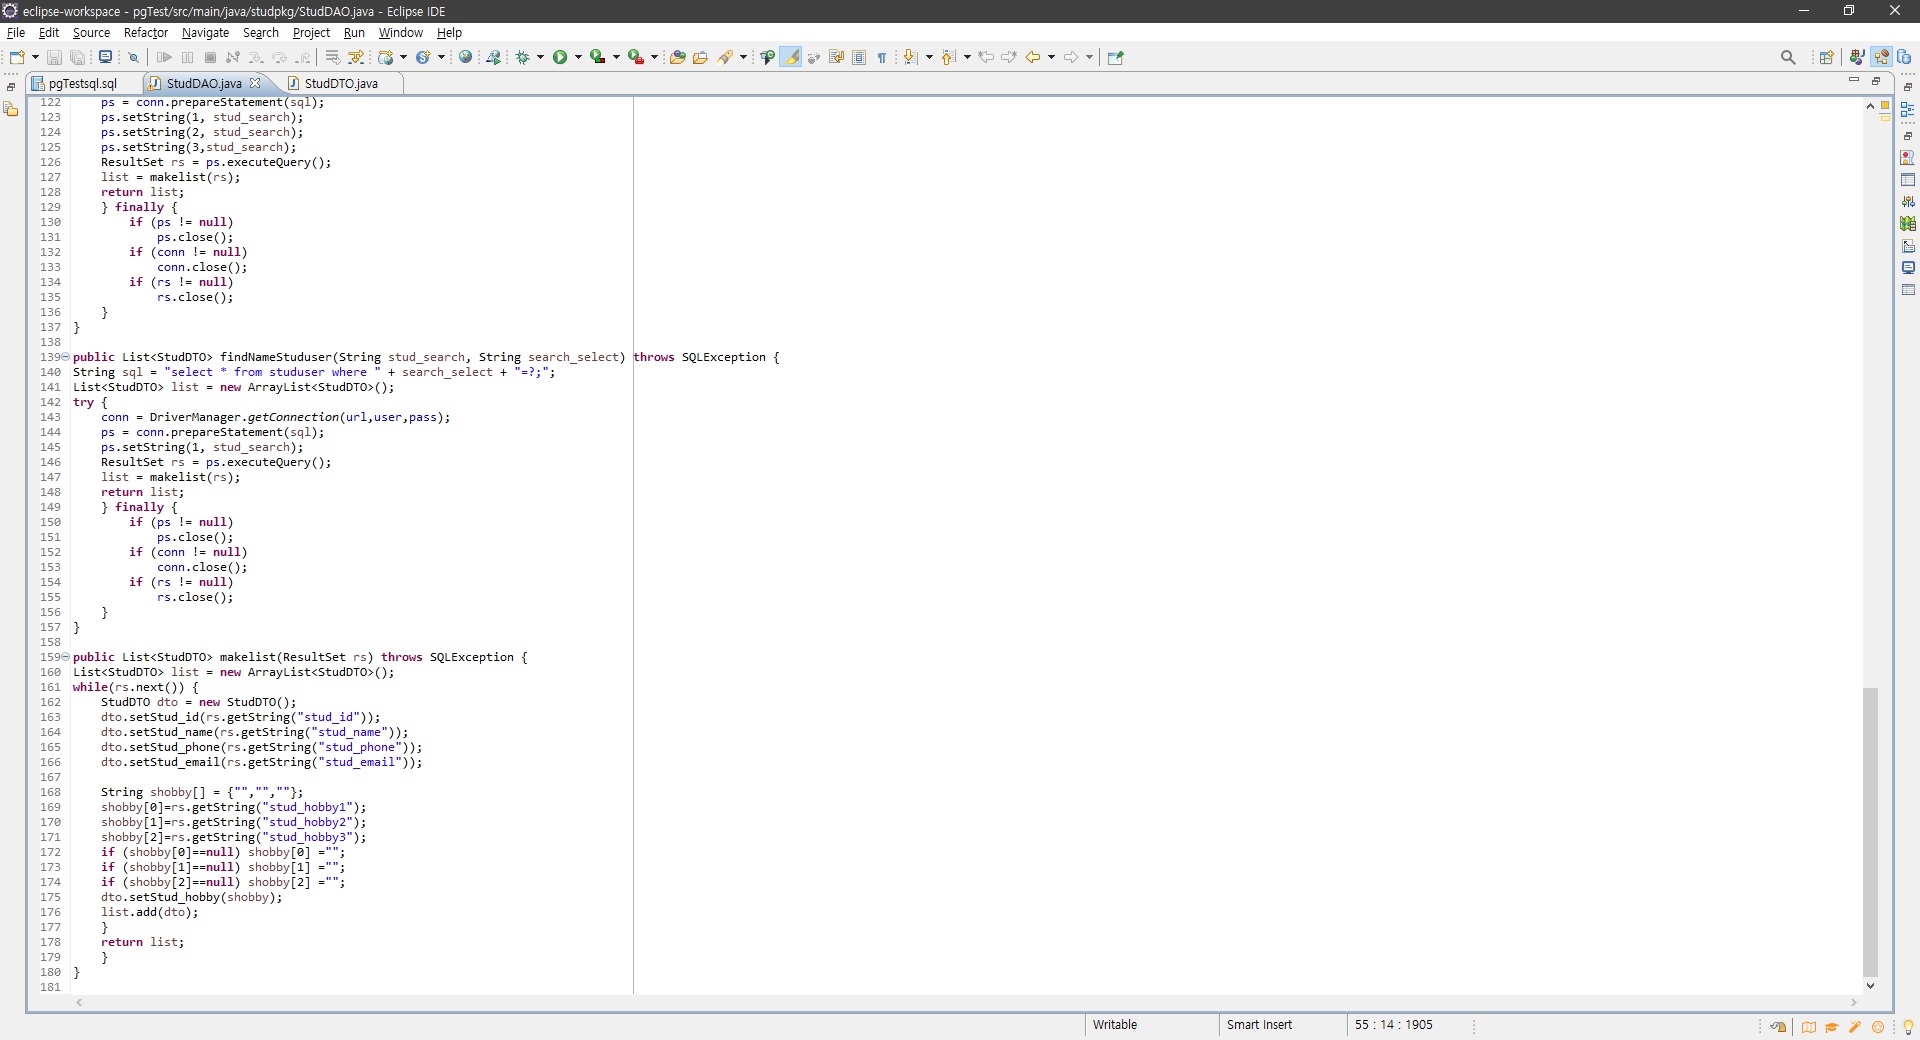 eclipse-workspace - pgTest/src/main/java/studpkg/StudDAO.java - Eclipse IDE
File Edit Source Refactor Navigate Search Project Run Window Help
pgTestsql.sql StudDAO.java StudDTO.java
122 ps = conn.prepareStatement(sql);
123 ps.setString(1, stud_search);
124 ps.setString(2, stud_search);
125 ps.setString(3,stud_search);
126 ResultSet rs = ps.executeQuery();
127 list = makelist(rs);
128 return list;
129 } finally {
130 if (ps != null)
131 ps.close();
132 if (conn != null)
133 conn.close();
134 if (rs != null)
135 rs.close();
136 }
137 }
138
139 public List<StudDTO> findNameStuduser(String stud_search, String search_select) throws SQLException {
140 String sql = "select * from studuser where " + search_select + "=?;";
141 List<StudDTO> list = new ArrayList<StudDTO>();
142 try {
143 conn = DriverManager.getConnection(url,user,pass);
144 ps = conn.prepareStatement(sql);
145 ps.setString(1, stud_search);
146 ResultSet rs = ps.executeQuery();
147 list = makelist(rs);
148 return list;
149 } finally {
150 if (ps != null)
151 ps.close();
152 if (conn != null)
153 conn.close();
154 if (rs != null)
155 rs.close();
156 }
157 }
158
159 public List<StudDTO> makelist(ResultSet rs) throws SQLException {
160 List<StudDTO> list = new ArrayList<StudDTO>();
161 while(rs.next()) {
162 StudDTO dto = new StudDTO();
163 dto.setStud_id(rs.getString("stud_id"));
164 dto.setStud_name(rs.getString("stud_name"));
165 dto.setStud_phone(rs.getString("stud_phone"));
166 dto.setStud_email(rs.getString("stud_email"));
167
168 String shobby[] = {"","",""};
169 shobby[0]=rs.getString("stud_hobby1");
170 shobby[1]=rs.getString("stud_hobby2");
171 shobby[2]=rs.getString("stud_hobby3");
172 if (shobby[0]==null) shobby[0] ="";
173 if (shobby[1]==null) shobby[1] ="";
174 if (shobby[2]==null) shobby[2] ="";
175 dto.setStud_hobby(shobby);
176 list.add(dto);
177 }
178 return list;
179 }
180 }
181
Writable Smart Insert 55 : 14 : 1905